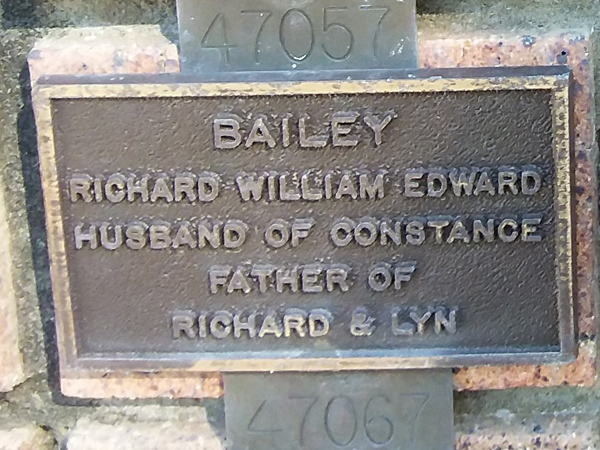 47057
BAILEY
RICHARD WILLIAM EDWARD
HUSBAND OF CONSTANCE
FATHER OF
RICHARD & LYN
47067